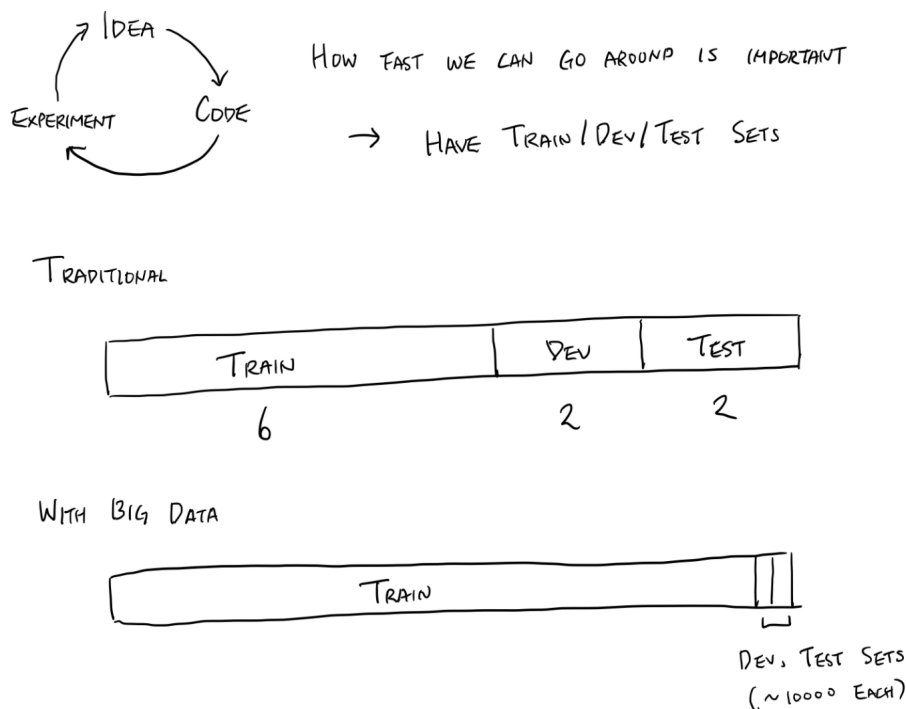 IDEA
CODE
EXPERIMENT
HOW FAST WE CAN GO AROUND IS IMPORTANT
→ HAVE TRAIN/DEV/TEST SETS
TRADITIONAL
TRAIN DEV TEST
6 2 2
WITH BIG DATA
TRAIN
DEV, TEST SETS
(~10000 EACH)